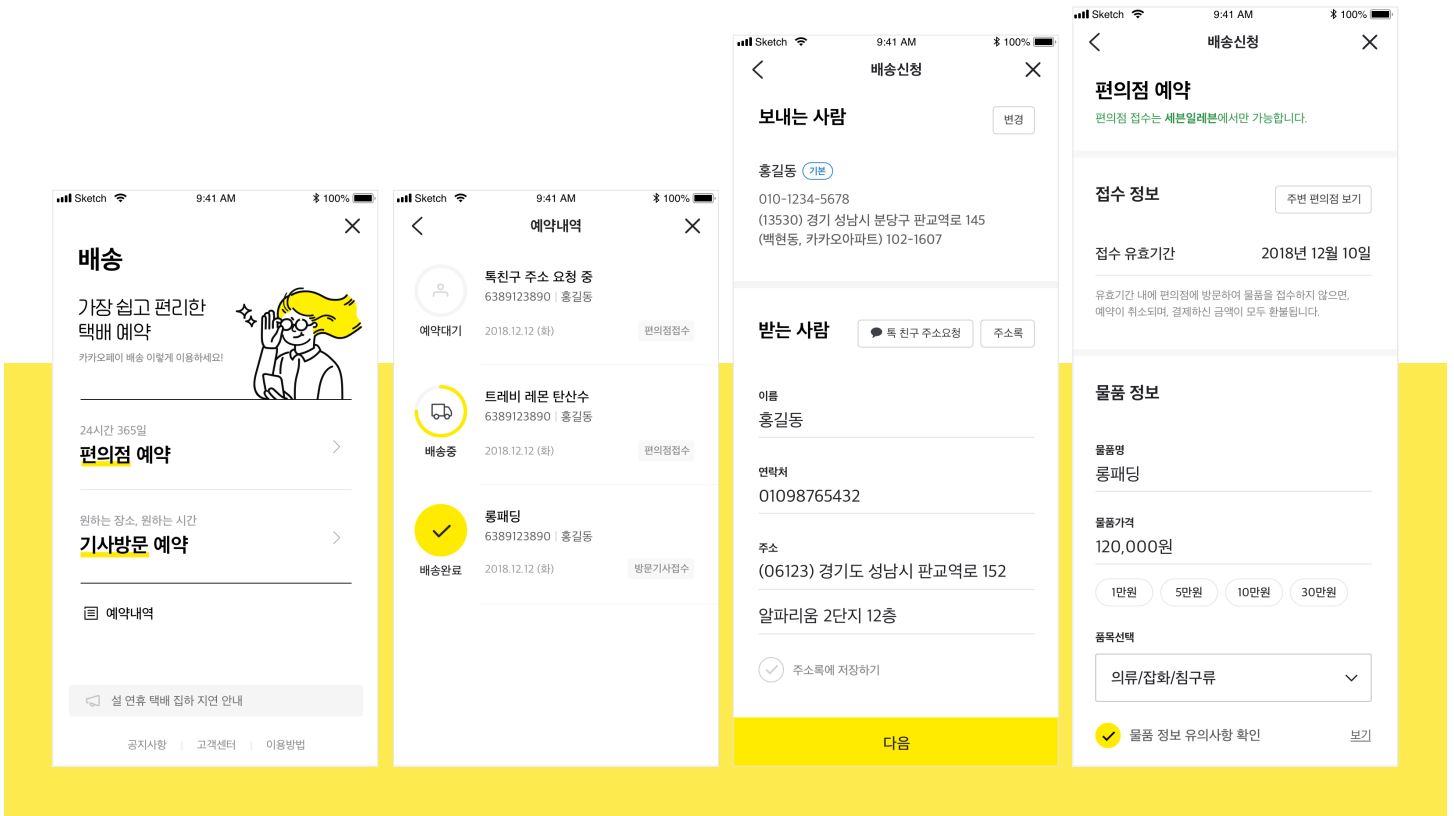 Sketch 9:41 AM 100%
배송
가장 쉽고 편리한
택배 예약
카카오페이 배송 이렇게 이용하세요!
24시간 365일
편의점 예약
원하는 장소, 원하는 시간
기사방문 예약
예약내역
설 연휴 택배 집하 지연 안내
공지사항 | 고객센터 | 이용방법
Sketch 9:41 AM 100%
예약내역
톡친구 주소 요청 중
6389123890 | 홍길동
예약대기 2018.12.12 (화) 편의점접수
트레비 레몬 탄산수
6389123890 | 홍길동
배송중 2018.12.12 (화) 편의점접수
롱패딩
6389123890 | 홍길동
배송완료 2018.12.12 (화) 방문기사접수
Sketch 9:41 AM 100%
배송신청
보내는 사람 변경
홍길동 기본
010-1234-5678
(13530) 경기 성남시 분당구 판교역로 145
(백현동, 카카오아파트) 102-1607
받는 사람 톡 친구 주소요청 주소록
이름
홍길동
연락처
01098765432
주소
(06123) 경기도 성남시 판교역로 152
알파리움 2단지 12층
주소록에 저장하기
다음
Sketch 9:41 AM 100%
배송신청
편의점 예약
편의점 접수는 세븐일레븐에서만 가능합니다.
접수 정보 주변 편의점 보기
접수 유효기간 2018년 12월 10일
유효기간 내에 편의점에 방문하여 물품을 접수하지 않으면,
예약이 취소되며, 결제하신 금액이 모두 환불됩니다.
물품 정보
물품명
롱패딩
물품가격
120,000원
1만원 5만원 10만원 30만원
품목선택
의류/잡화/침구류
물품 정보 유의사항 확인 보기